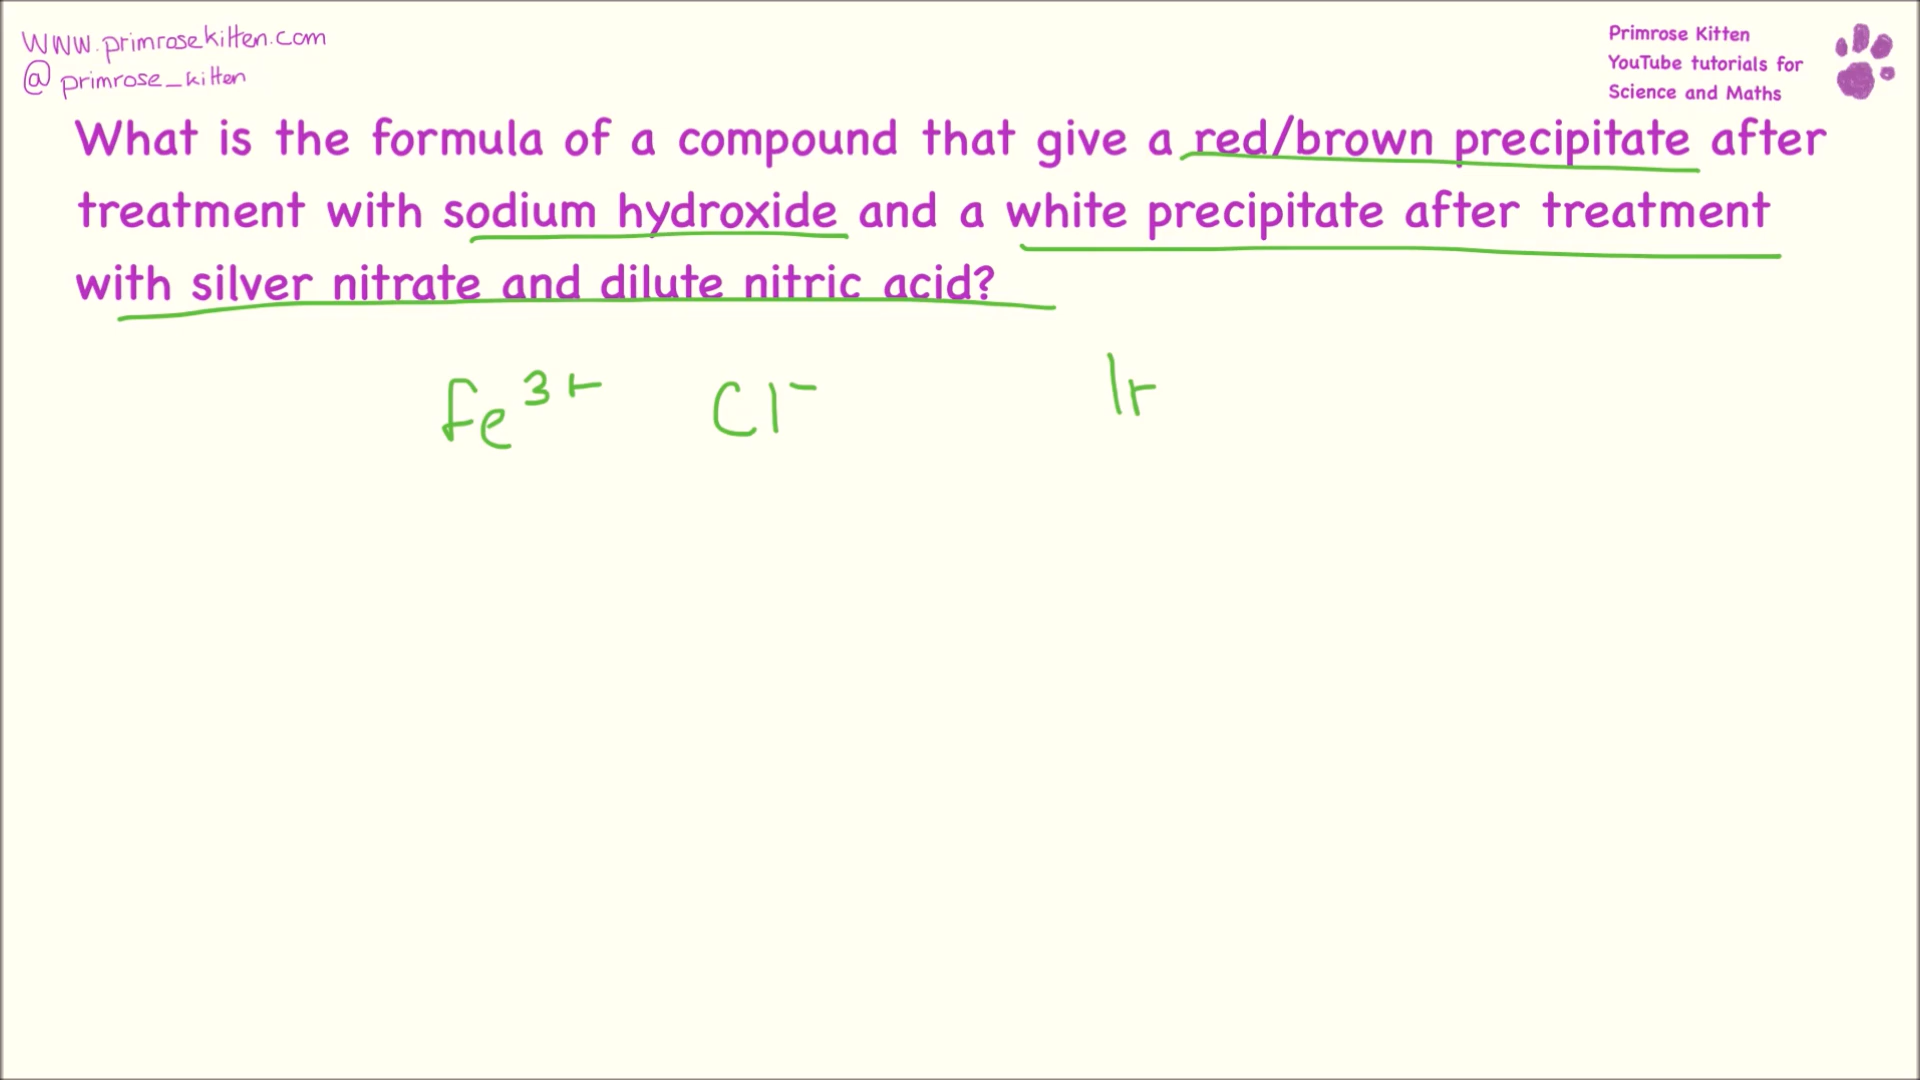 www.primrosekitten.com
@primrose_kitten
Primrose Kitten
YouTube tutorials for
Science and Maths
What is the formula of a compound that give a red/brown precipitate after
treatment with sodium hydroxide and a white precipitate after treatment
with silver nitrate and dilute nitric acid?
Fe³⁺ Cl⁻ Ir